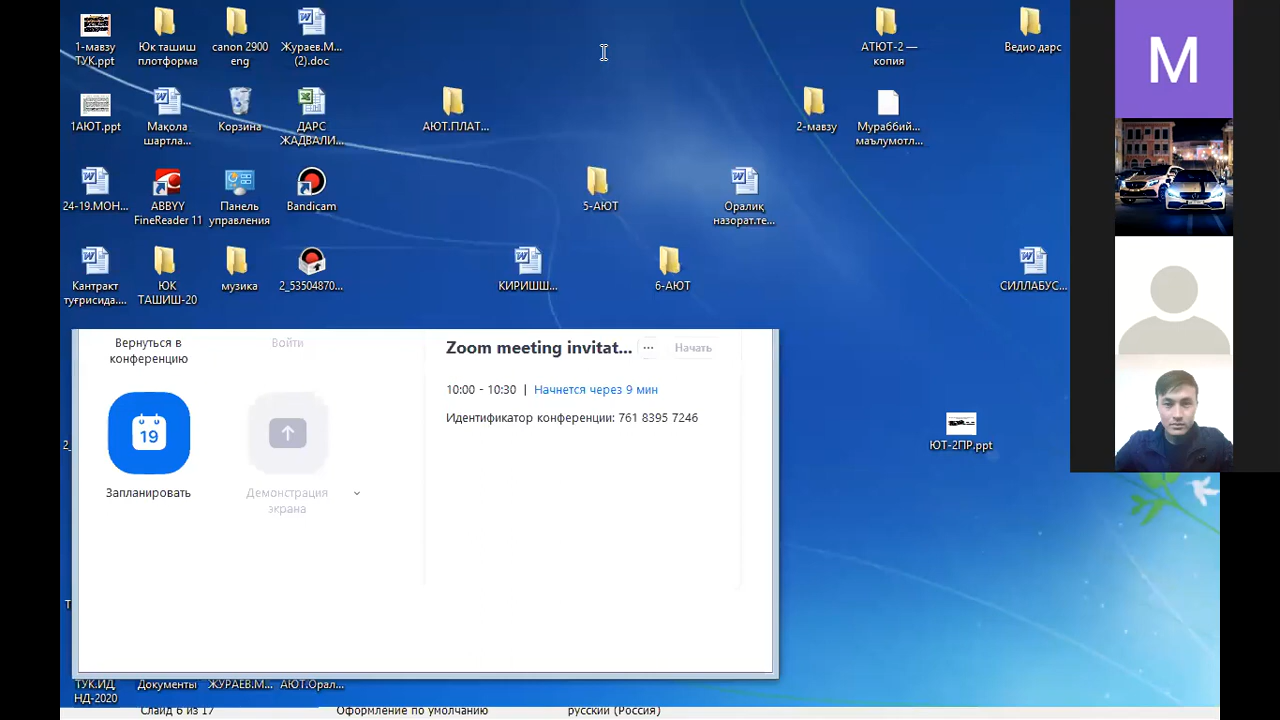 1-мавзу
ТУК.ppt
Юк ташиш
плотформа
canon 2900
eng
Жураев.М...
(2).doc
АТЮТ-2 —
копия
Ведио дарс
M
1АЮТ.ppt
Мақола
шартла...
Корзина
ДАРС
ЖАДВАЛИ...
АЮТ.ПЛАТ...
2-мавзу
Мураббий...
маълумотл...
24-19.МОН...
ABBYY
FineReader 11
Панель
управления
Bandicam
5-АЮТ
Оралиқ
назорат.те...
Кантракт
туғрисида....
ЮК
ТАШИШ-20
музика
2_53504870...
КИРИШШ...
6-АЮТ
СИЛЛАБУС...
Вернуться в
конференцию
Войти
Zoom meeting invitat...
Начать
10:00 - 10:30 | Начнется через 9 мин
Идентификатор конференции: 761 8395 7246
19
Запланировать
Демонстрация
экрана
ЮТ-2ПР.ppt
2_
Т
ТУК.ИД
НД-2020
Документы
ЖУРАЕВ.М...
АЮТ.Орал...
Слайд 6 из 17
Оформление по умолчанию
русский (Россия)